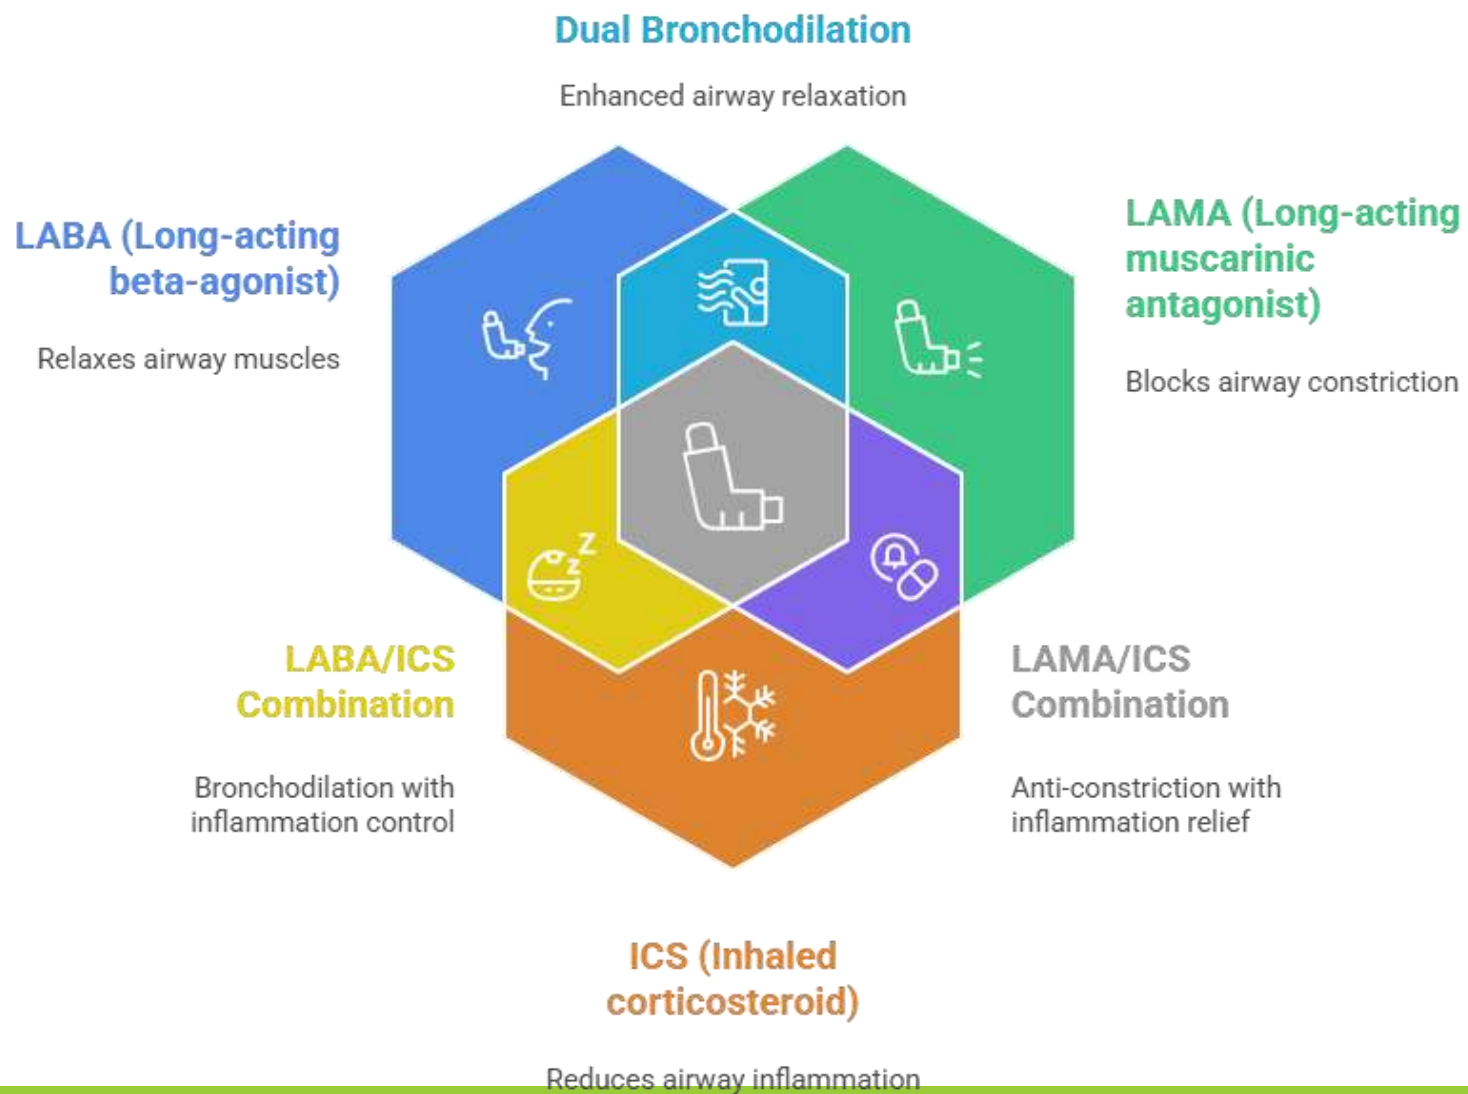 Dual Bronchodilation
Enhanced airway relaxation
LABA (Long-acting
beta-agonist)
Relaxes airway muscles
LAMA (Long-acting
muscarinic
antagonist)
Blocks airway constriction
Z
z
LABA/ICS
Combination
Bronchodilation with
inflammation control
LAMA/ICS
Combination
Anti-constriction with
inflammation relief
ICS (Inhaled
corticosteroid)
Reduces airway inflammation